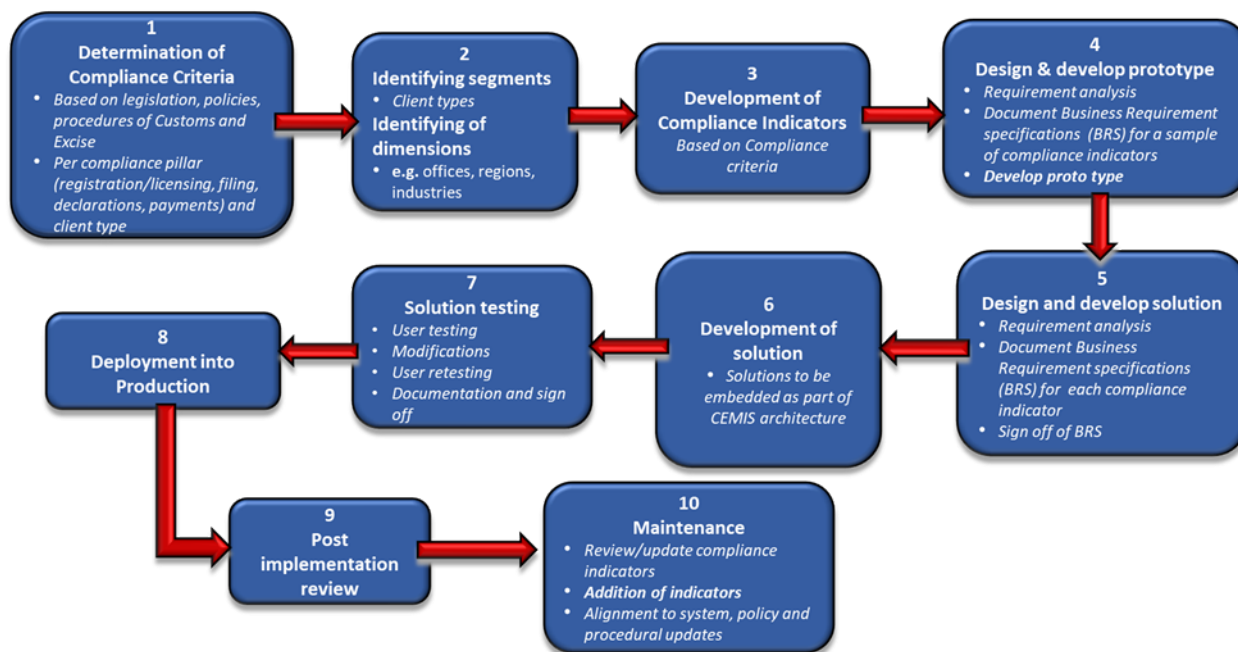 1
Determination of
Compliance Criteria
• Based on legislation, policies,
procedures of Customs and
Excise
• Per compliance pillar
(registration/licensing, filing,
declarations, payments) and
client type
2
Identifying segments
• Client types
Identifying of
dimensions
• e.g. offices, regions,
industries
3
Development of
Compliance Indicators
Based on Compliance
criteria
4
Design & develop prototype
• Requirement analysis
• Document Business Requirement
specifications (BRS) for a sample
of compliance indicators
• Develop proto type
5
Design and develop solution
• Requirement analysis
• Document Business
Requirement specifications
(BRS) for each compliance
indicator
• Sign off of BRS
6
Development of
solution
• Solutions to be
embedded as part of
CEMIS architecture
7
Solution testing
• User testing
• Modifications
• User retesting
• Documentation and sign
off
8
Deployment into
Production
9
Post
implementation
review
10
Maintenance
• Review/update compliance
indicators
• Addition of indicators
• Alignment to system, policy and
procedural updates